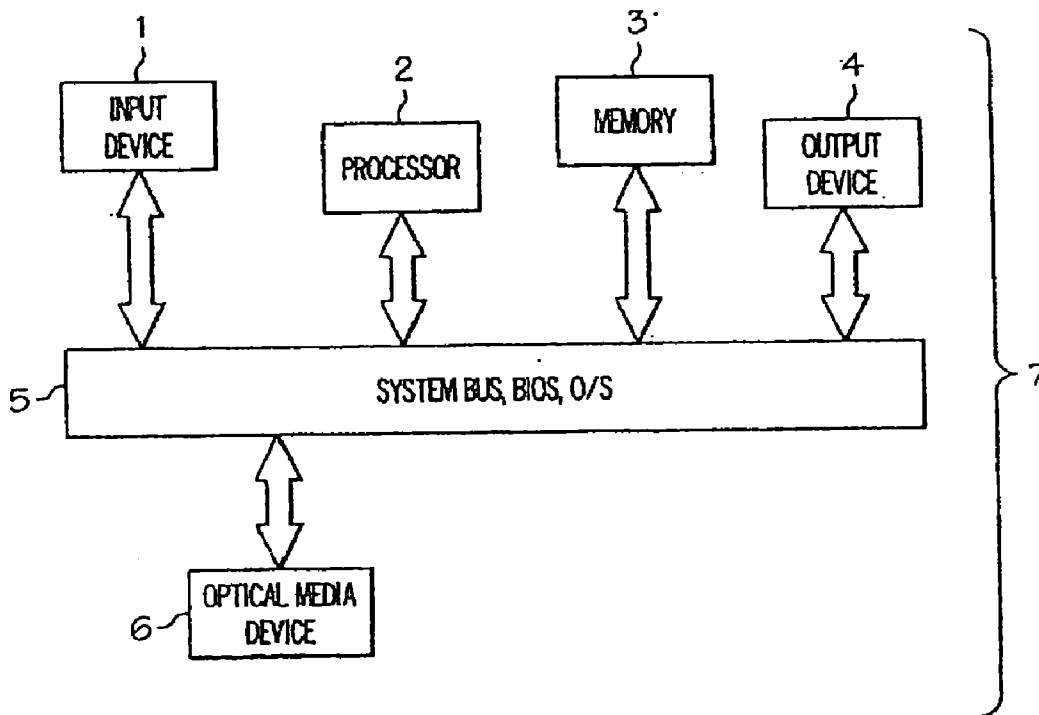 1
INPUT
DEVICE
2
PROCESSOR
3
MEMORY
4
OUTPUT
DEVICE
5
SYSTEM BUS, BIOS, O/S
7
6
OPTICAL MEDIA
DEVICE